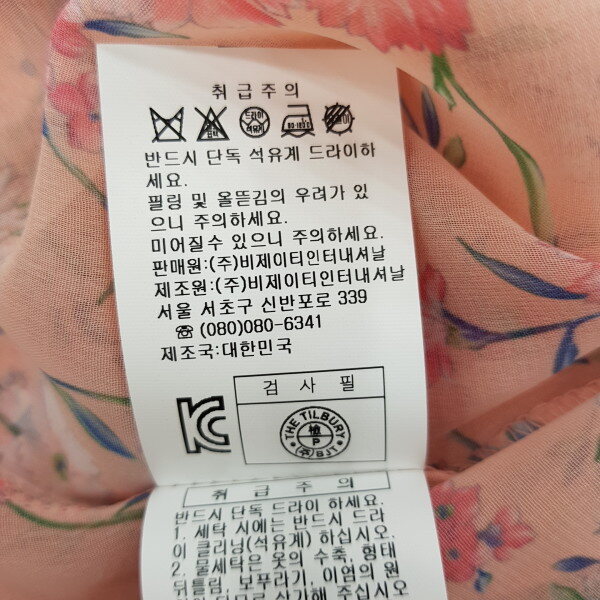 취급주의
드라이
석유계
80-120℃
반드시 단독 석유계 드라이하
세요.
필링 및 올뜯김의 우려가 있
으니 주의하세요.
미어질수 있으니 주의하세요.
판매원:(주)비제이티인터내셔날
제조원:(주)비제이티인터내셔날
서울 서초구 신반포로 339
☏(080)080-6341
제조국:대한민국
검사필
THE TILBURY
檢
P
(주)BJT
취급주의
반드시 단독 드라이 하세요.
1. 세탁 시에는 반드시 드라
이 클리닝(석유계) 하십시오.
2. 물세탁은 옷의 수축, 형태
뒤틀림, 보푸라기, 이염의 원